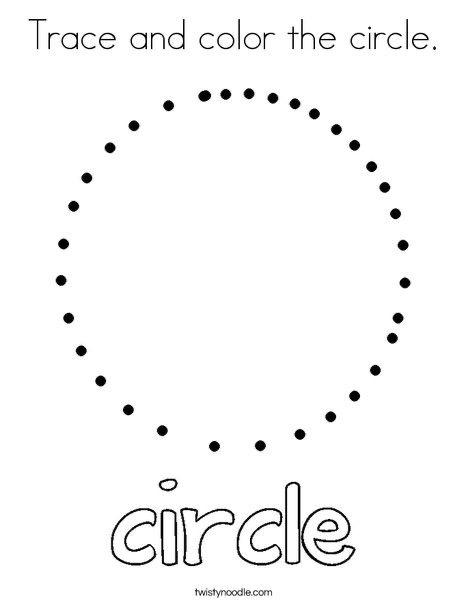 Trace and color the circle.
circle
twistynoodle.com